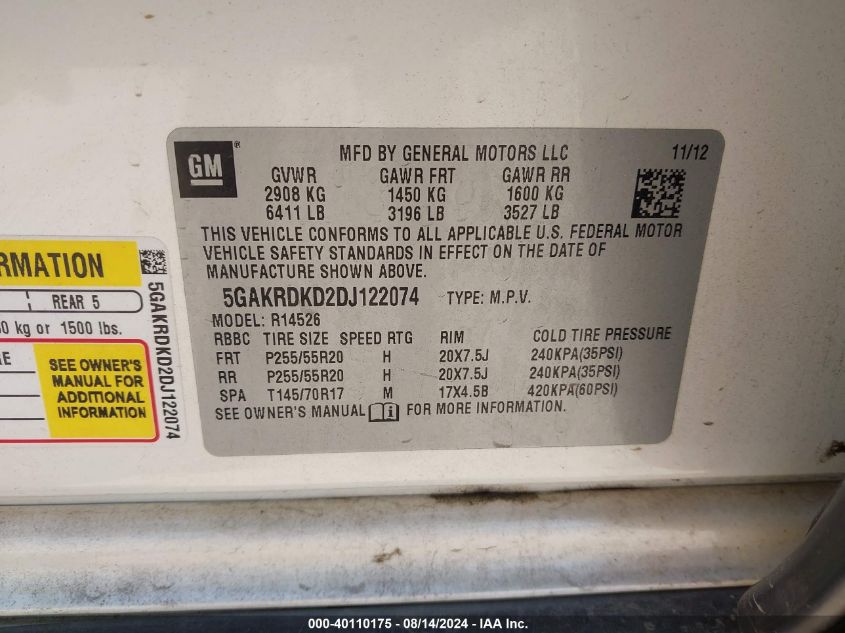 GM ® MFD BY GENERAL MOTORS LLC 11/12
GVWR GAWR FRT GAWR RR
2908 KG 1450 KG 1600 KG
6411 LB 3196 LB 3527 LB
THIS VEHICLE CONFORMS TO ALL APPLICABLE U.S. FEDERAL MOTOR
VEHICLE SAFETY STANDARDS IN EFFECT ON THE DATE OF
MANUFACTURE SHOWN ABOVE.
5GAKRDKD2DJ122074 TYPE: M.P.V.
MODEL: R14526
RBBC TIRE SIZE SPEED RTG RIM COLD TIRE PRESSURE
FRT P255/55R20 H 20X7.5J 240KPA(35PSI)
RR P255/55R20 H 20X7.5J 240KPA(35PSI)
SPA T145/70R17 M 17X4.5B 420KPA(60PSI)
SEE OWNER'S MANUAL FOR MORE INFORMATION.
REAR 5
kg or 1500 lbs.
SEE OWNER'S
MANUAL FOR
ADDITIONAL
INFORMATION
5GAKRDKD2DJ122074
000-40110175 - 08/14/2024 - IAA Inc.